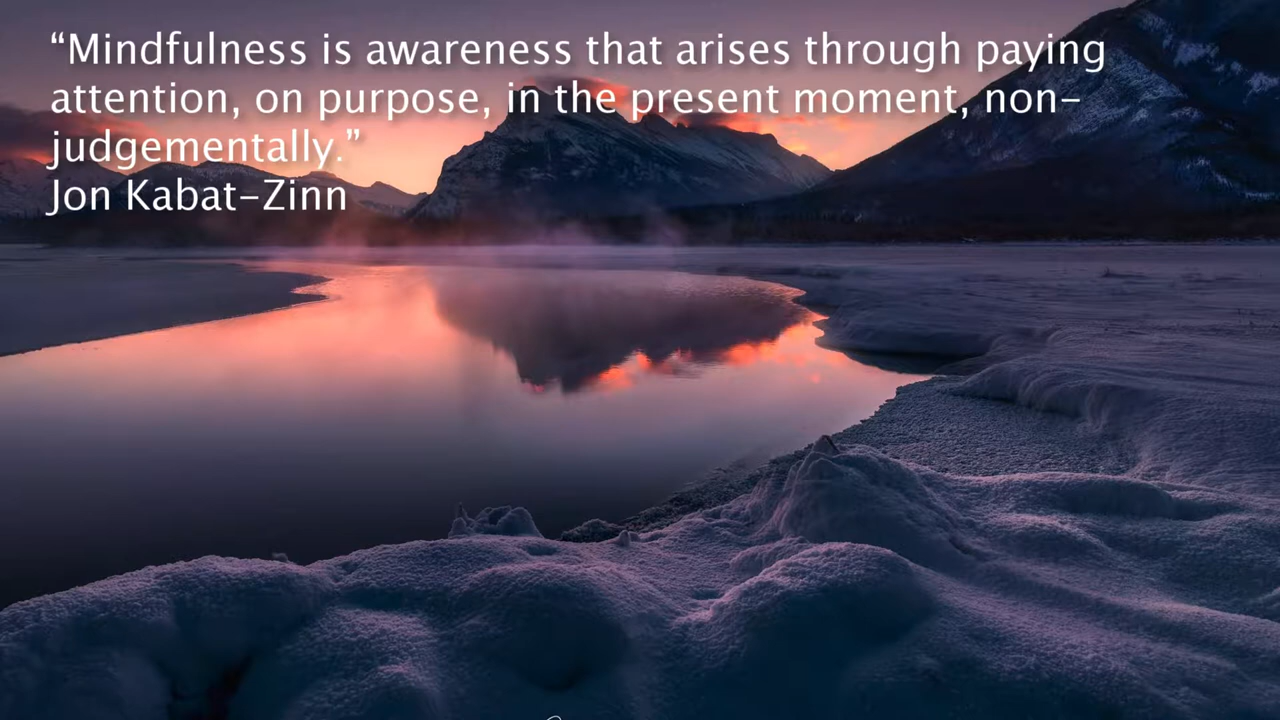 “Mindfulness is awareness that arises through paying
attention, on purpose, in the present moment, non-
judgementally.”
Jon Kabat-Zinn